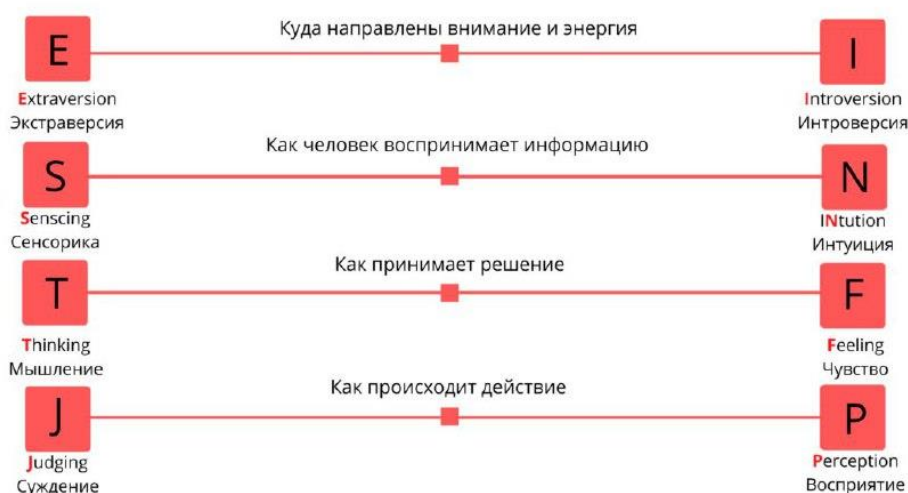 Куда направлены внимание и энергия
E
I
Extraversion
Экстраверсия
Introversion
Интроверсия
Как человек воспринимает информацию
S
N
Senscing
Сенсорика
INtution
Интуиция
Как принимает решение
T
F
Thinking
Мышление
Feeling
Чувство
Как происходит действие
J
P
Judging
Суждение
Perception
Восприятие